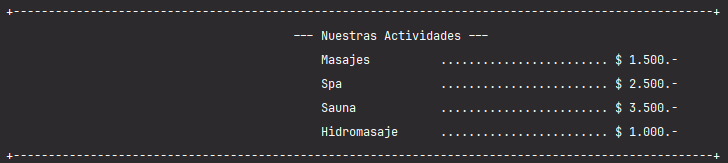 +----------------------------------------------------------------------------------------------------+
--- Nuestras Actividades ---
Masajes ........................ $ 1.500.-
Spa ........................ $ 2.500.-
Sauna ........................ $ 3.500.-
Hidromasaje ........................ $ 1.000.-
+----------------------------------------------------------------------------------------------------+